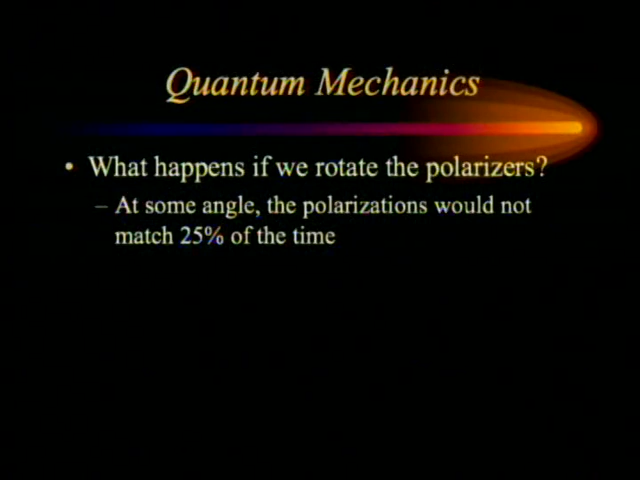 Quantum Mechanics
• What happens if we rotate the polarizers?
– At some angle, the polarizations would not
match 25% of the time